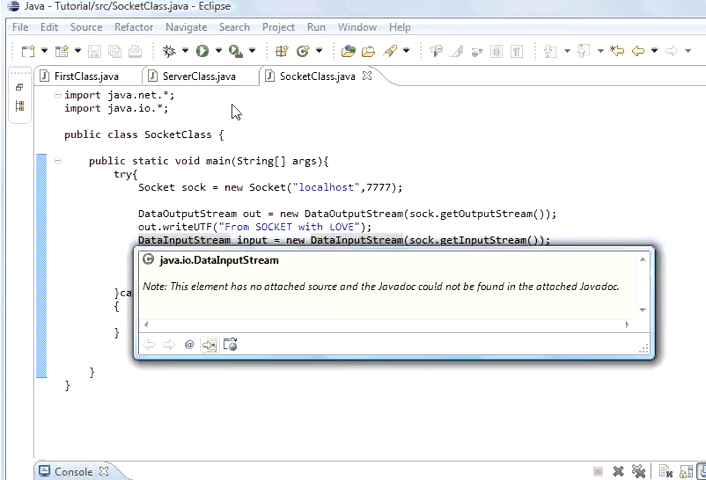 Java - Tutorial/src/SocketClass.java - Eclipse
File Edit Source Refactor Navigate Search Project Run Window Help
FirstClass.java ServerClass.java SocketClass.java
import java.net.*;
import java.io.*;
public class SocketClass {
public static void main(String[] args){
try{
Socket sock = new Socket("localhost",7777);
DataOutputStream out = new DataOutputStream(sock.getOutputStream());
out.writeUTF("From SOCKET with LOVE");
DataInputStream input = new DataInputStream(sock.getInputStream());
java.io.DataInputStream
Note: This element has no attached source and the Javadoc could not be found in the attached Javadoc.
}ca
{
}
}
}
Console